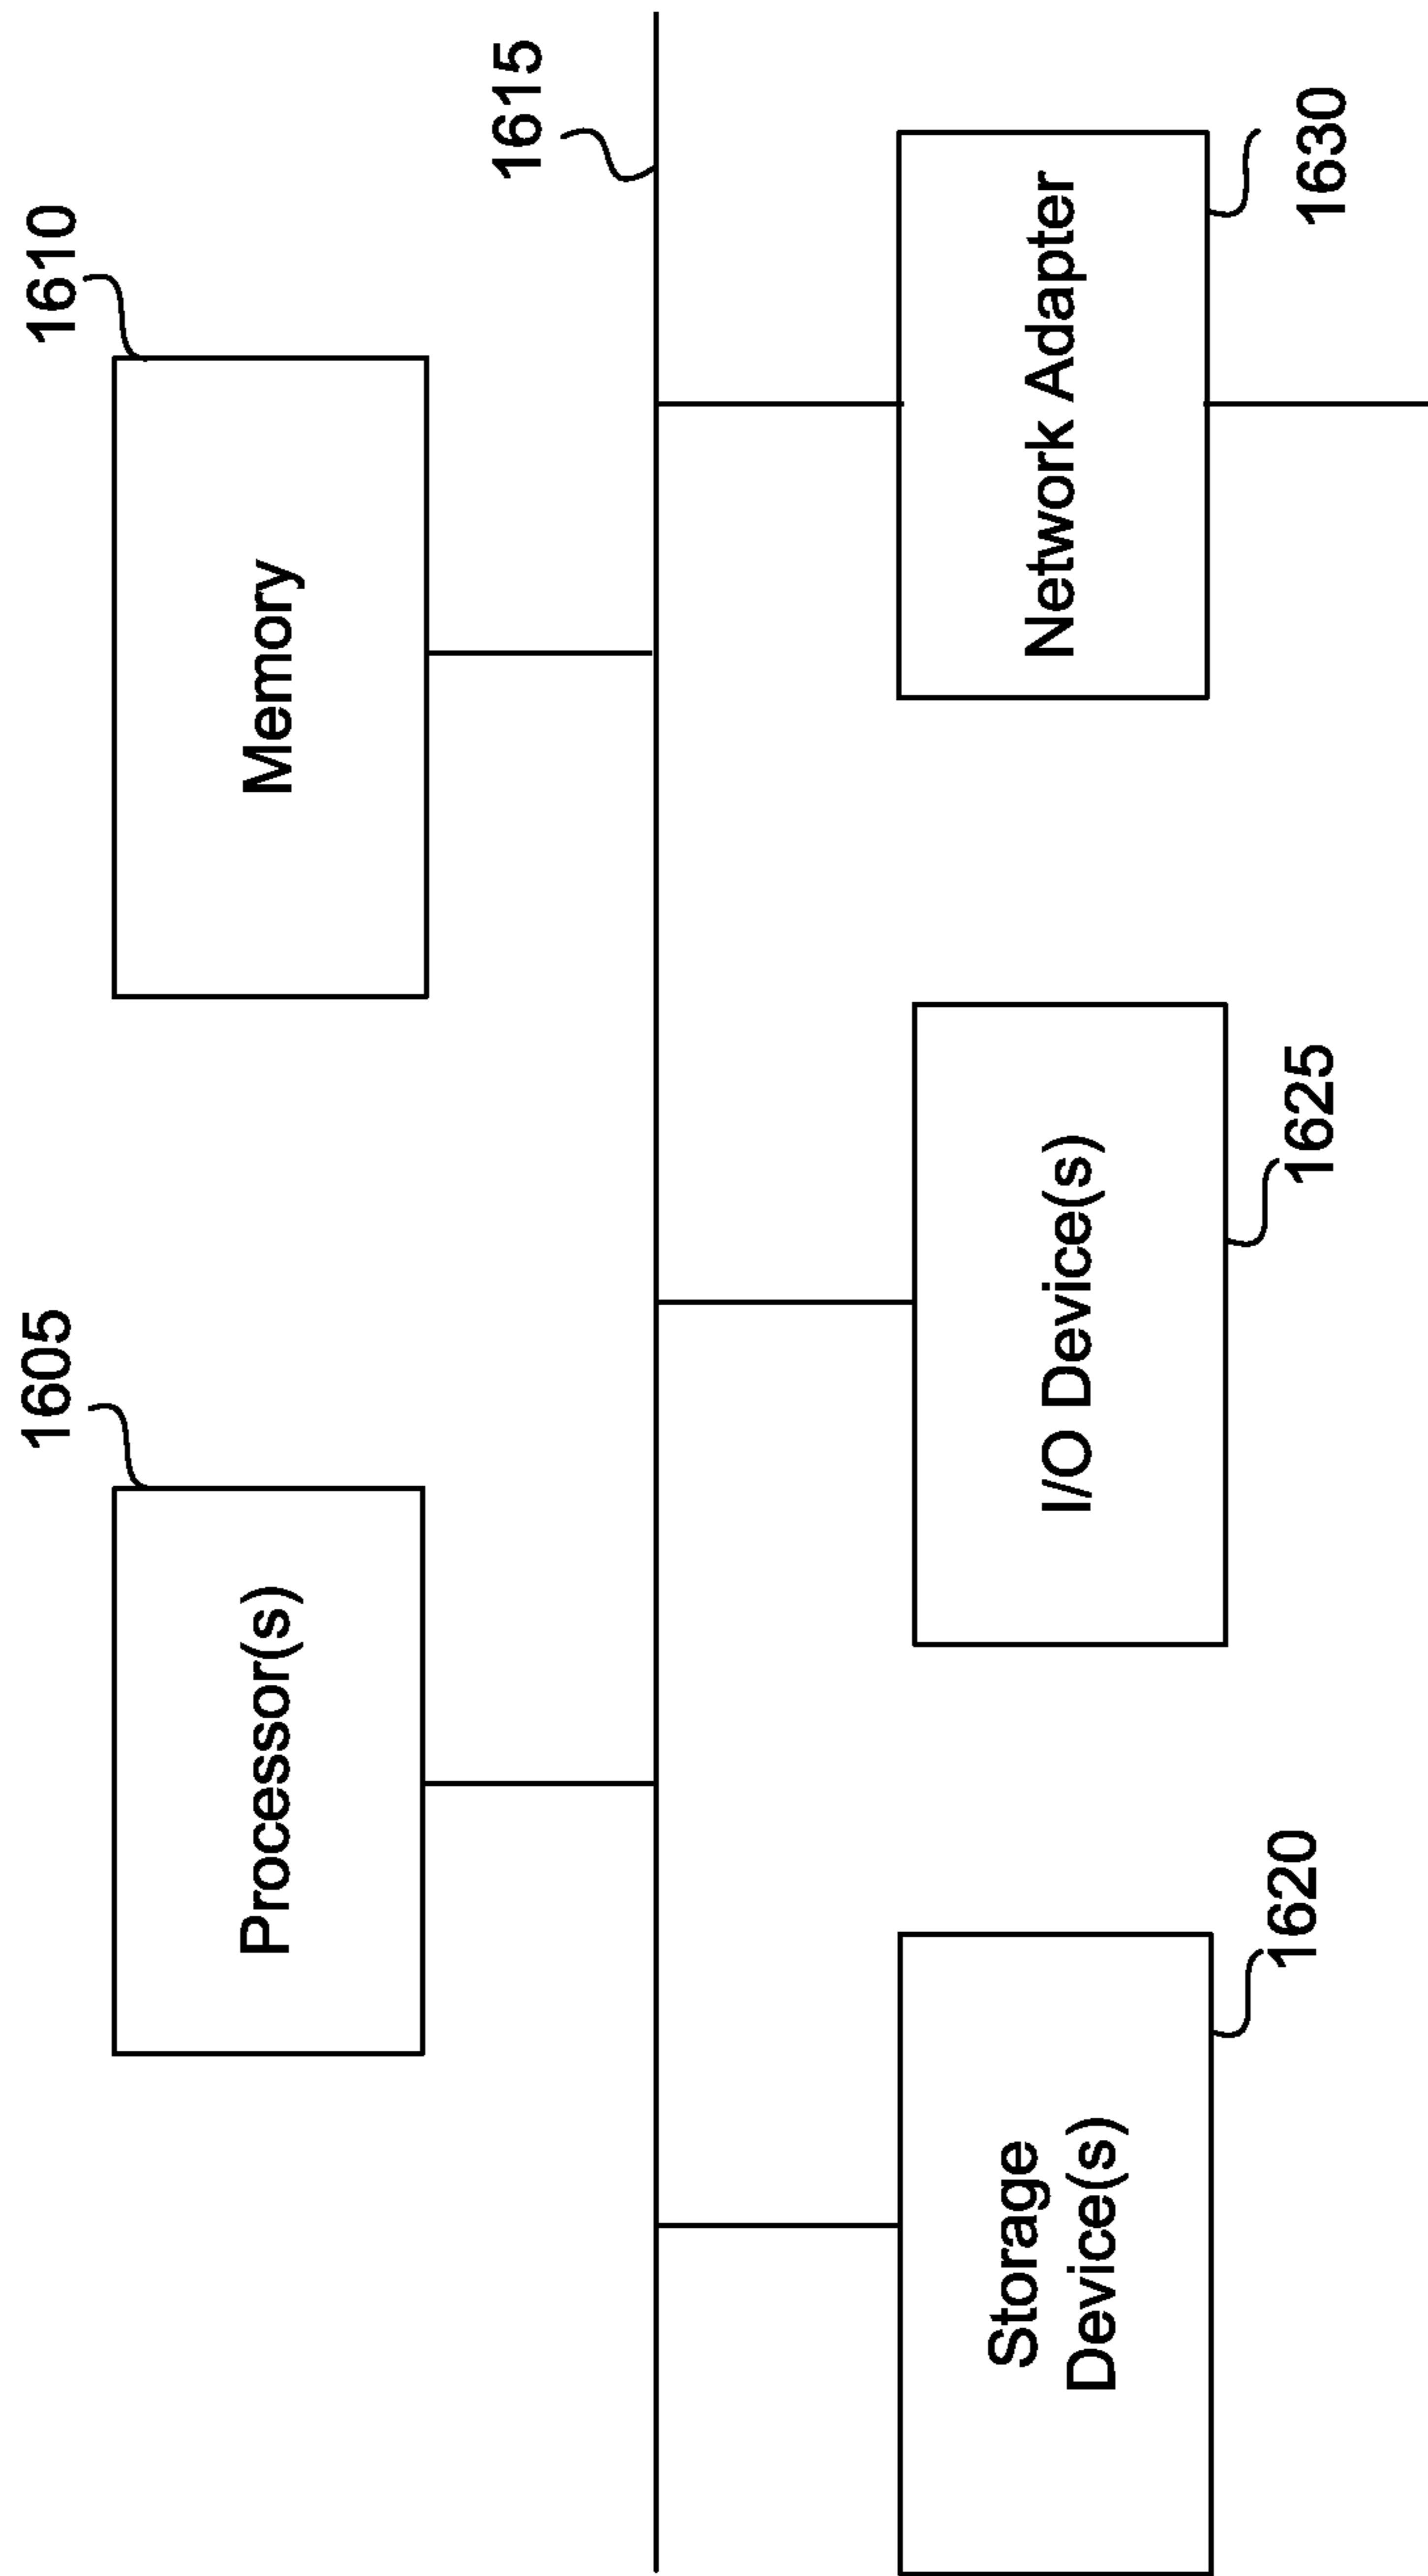 1605
1610
Processor(s)
Memory
1615
Storage
Device(s)
I/O Device(s)
Network Adapter
1620
1625
1630